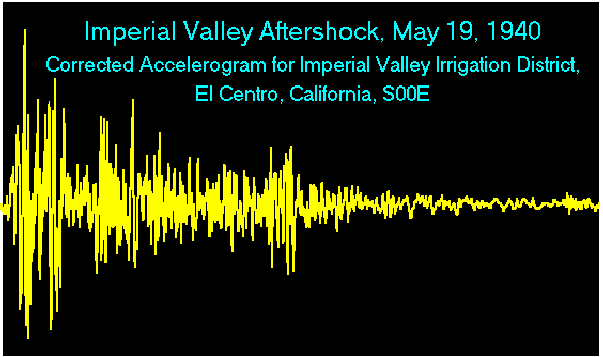 Imperial Valley Aftershock, May 19, 1940
Corrected Accelerogram for Imperial Valley Irrigation District,
El Centro, California, S00E